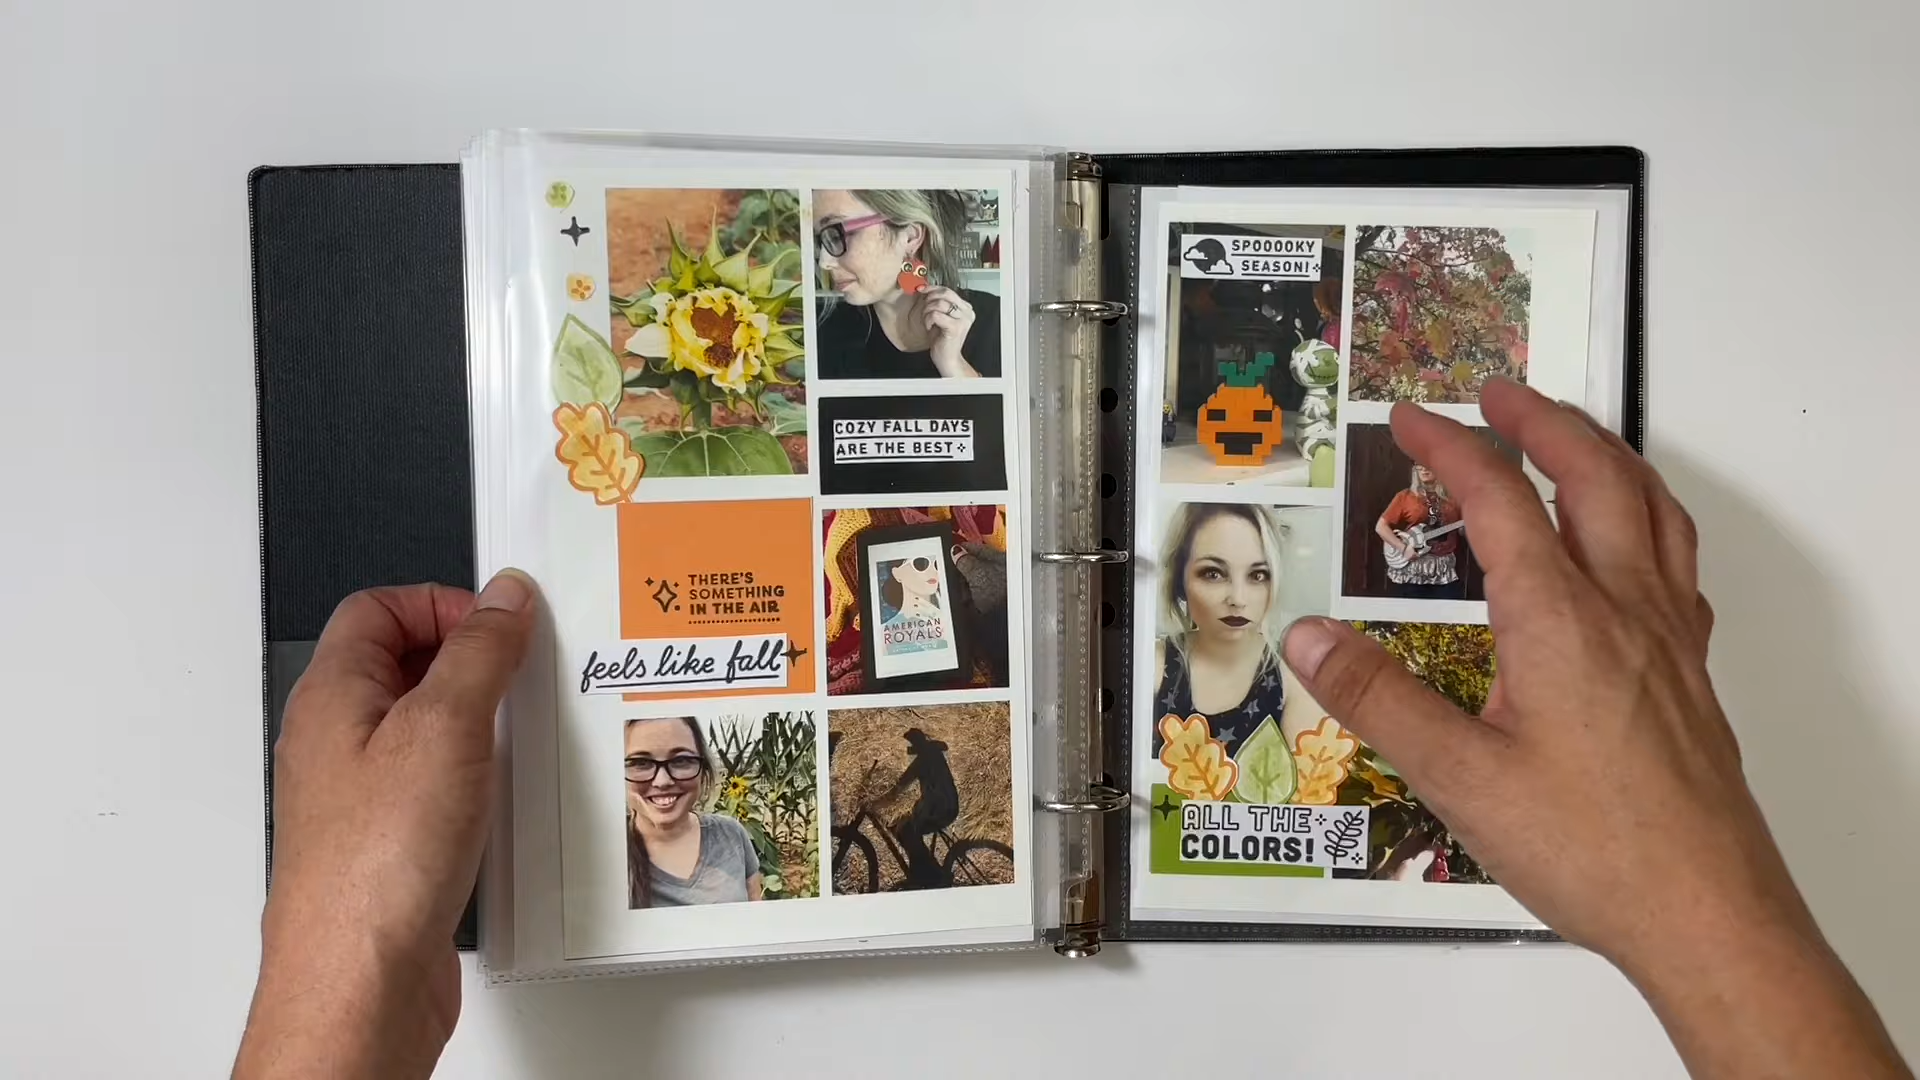 COZY FALL DAYS
ARE THE BEST
THERE'S
SOMETHING
IN THE AIR
feels like fall
AMERICAN
ROYALS
SPOOOOKY
SEASON!
ALL THE
COLORS!